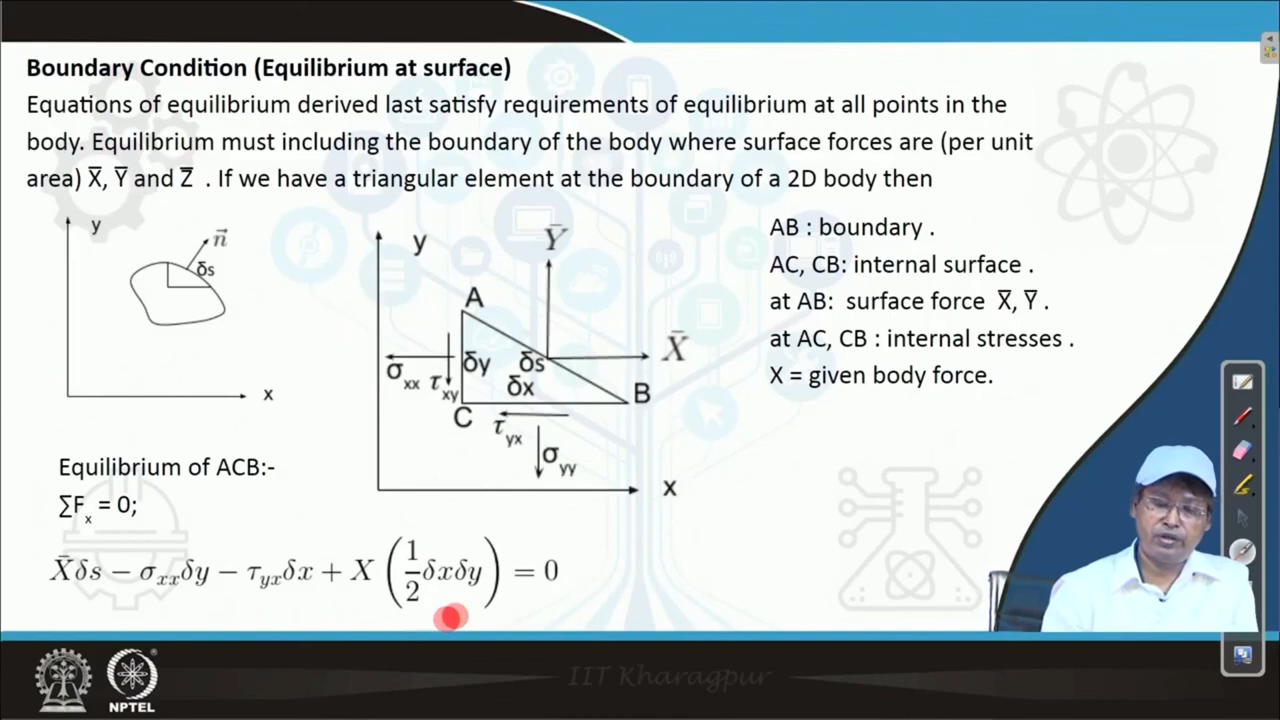 Boundary Condition (Equilibrium at surface)
Equations of equilibrium derived last satisfy requirements of equilibrium at all points in the
body. Equilibrium must including the boundary of the body where surface forces are (per unit
area) X̄, Ȳ and Z̄ . If we have a triangular element at the boundary of a 2D body then
y
n⃗
δs
x
y
Ȳ
A
X̄
σxx
τxy
δy
δs
δx
B
C
τyx
σyy
x
AB : boundary .
AC, CB: internal surface .
at AB: surface force X̄, Ȳ .
at AC, CB : internal stresses .
X = given body force.
Equilibrium of ACB:-
∑Fx = 0;
X̄δs − σxxδy − τyxδx + X (1/2 δxδy) = 0
IIT Kharagpur
NPTEL